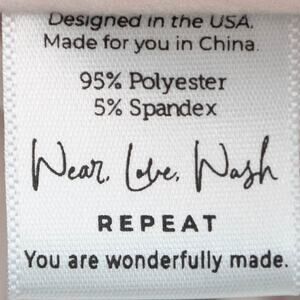 Designed in the USA.
Made for you in China.
95% Polyester
5% Spandex
Wear, Love, Wash
REPEAT
You are wonderfully made.